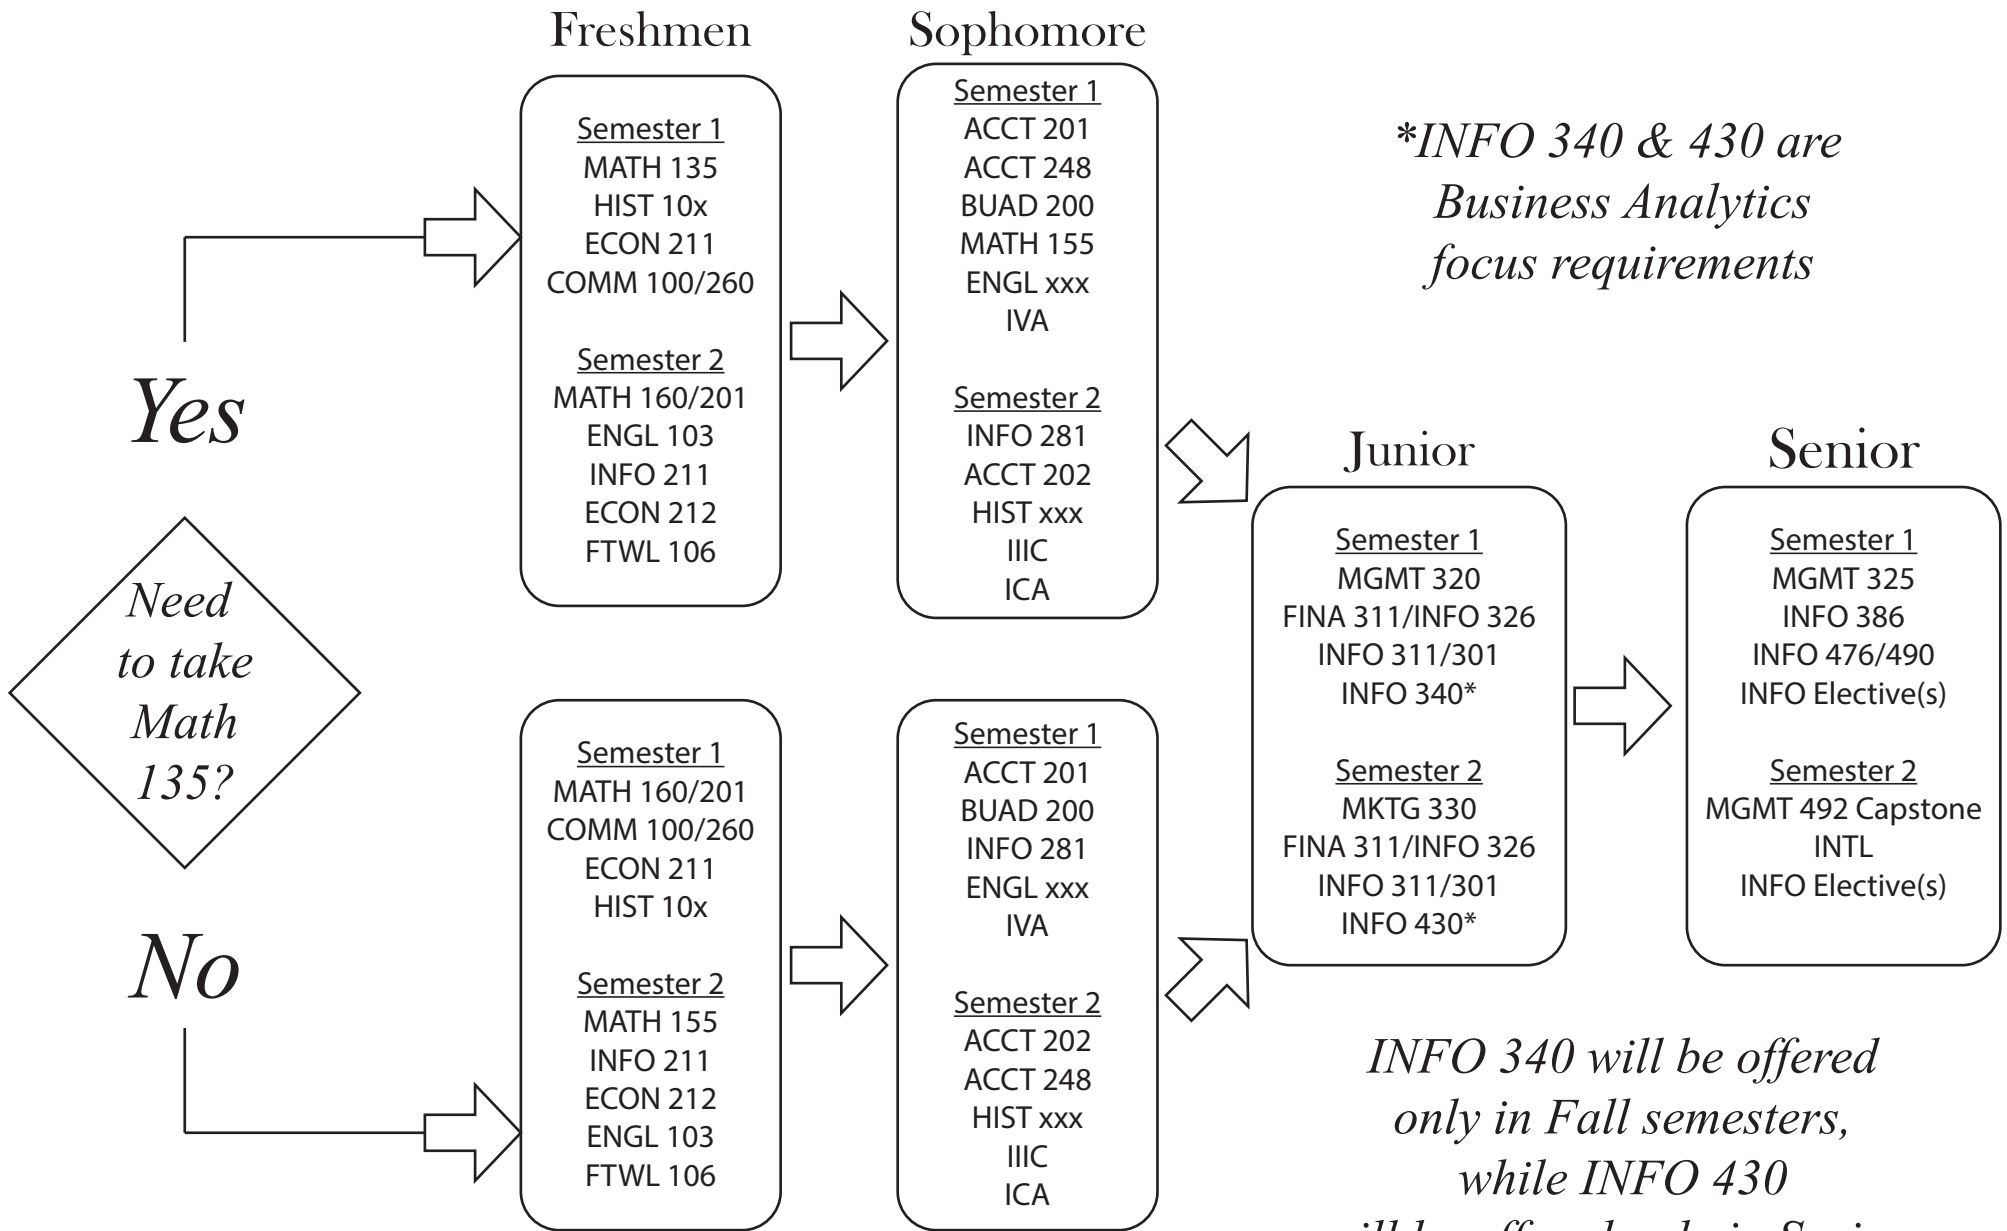 Freshmen
Semester 1
MATH 135
HIST 10x
ECON 211
COMM 100/260
Semester 2
MATH 160/201
ENGL 103
INFO 211
ECON 212
FTWL 106
Sophomore
Semester 1
ACCT 201
ACCT 248
BUAD 200
MATH 155
ENGL xxx
IVA
Semester 2
INFO 281
ACCT 202
HIST xxx
IIIC
ICA
*INFO 340 & 430 are
Business Analytics
focus requirements
Yes
Need
to take
Math
135?
No
Semester 1
MATH 160/201
COMM 100/260
ECON 211
HIST 10x
Semester 2
MATH 155
INFO 211
ECON 212
ENGL 103
FTWL 106
Semester 1
ACCT 201
BUAD 200
INFO 281
ENGL xxx
IVA
Semester 2
ACCT 202
ACCT 248
HIST xxx
IIIC
ICA
Junior
Semester 1
MGMT 320
FINA 311/INFO 326
INFO 311/301
INFO 340*
Semester 2
MKTG 330
FINA 311/INFO 326
INFO 311/301
INFO 430*
Senior
Semester 1
MGMT 325
INFO 386
INFO 476/490
INFO Elective(s)
Semester 2
MGMT 492 Capstone
INTL
INFO Elective(s)
INFO 340 will be offered
only in Fall semesters,
while INFO 430